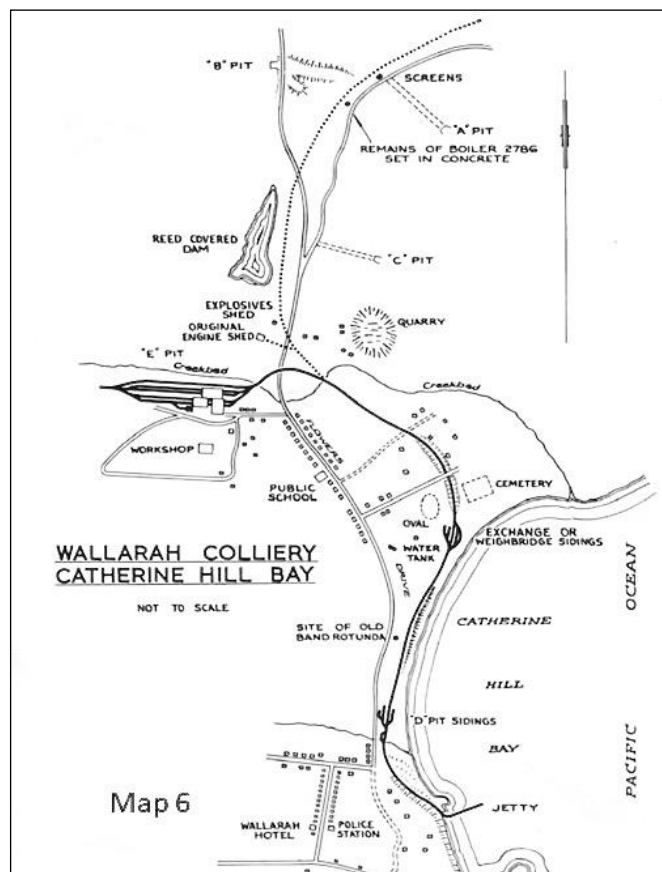 "B" PIT
SCREENS
"A" PIT
REMAINS OF BOILER 2786
SET IN CONCRETE
REED COVERED
DAM
"C" PIT
EXPLOSIVES
SHED
ORIGINAL
ENGINE SHED
QUARRY
"E" PIT
Creekbed
Creekbed
FLOWERS
WORKSHOP
PUBLIC
SCHOOL
CEMETERY
OVAL
WATER
TANK
EXCHANGE OR
WEIGHBRIDGE SIDINGS
DRIVE
WALLARAH COLLIERY
CATHERINE HILL BAY
NOT TO SCALE
SITE OF OLD
BAND ROTUNDA
CATHERINE
HILL
BAY
PACIFIC
OCEAN
"D" PIT SIDINGS
JETTY
Map 6
WALLARAH
HOTEL
POLICE
STATION